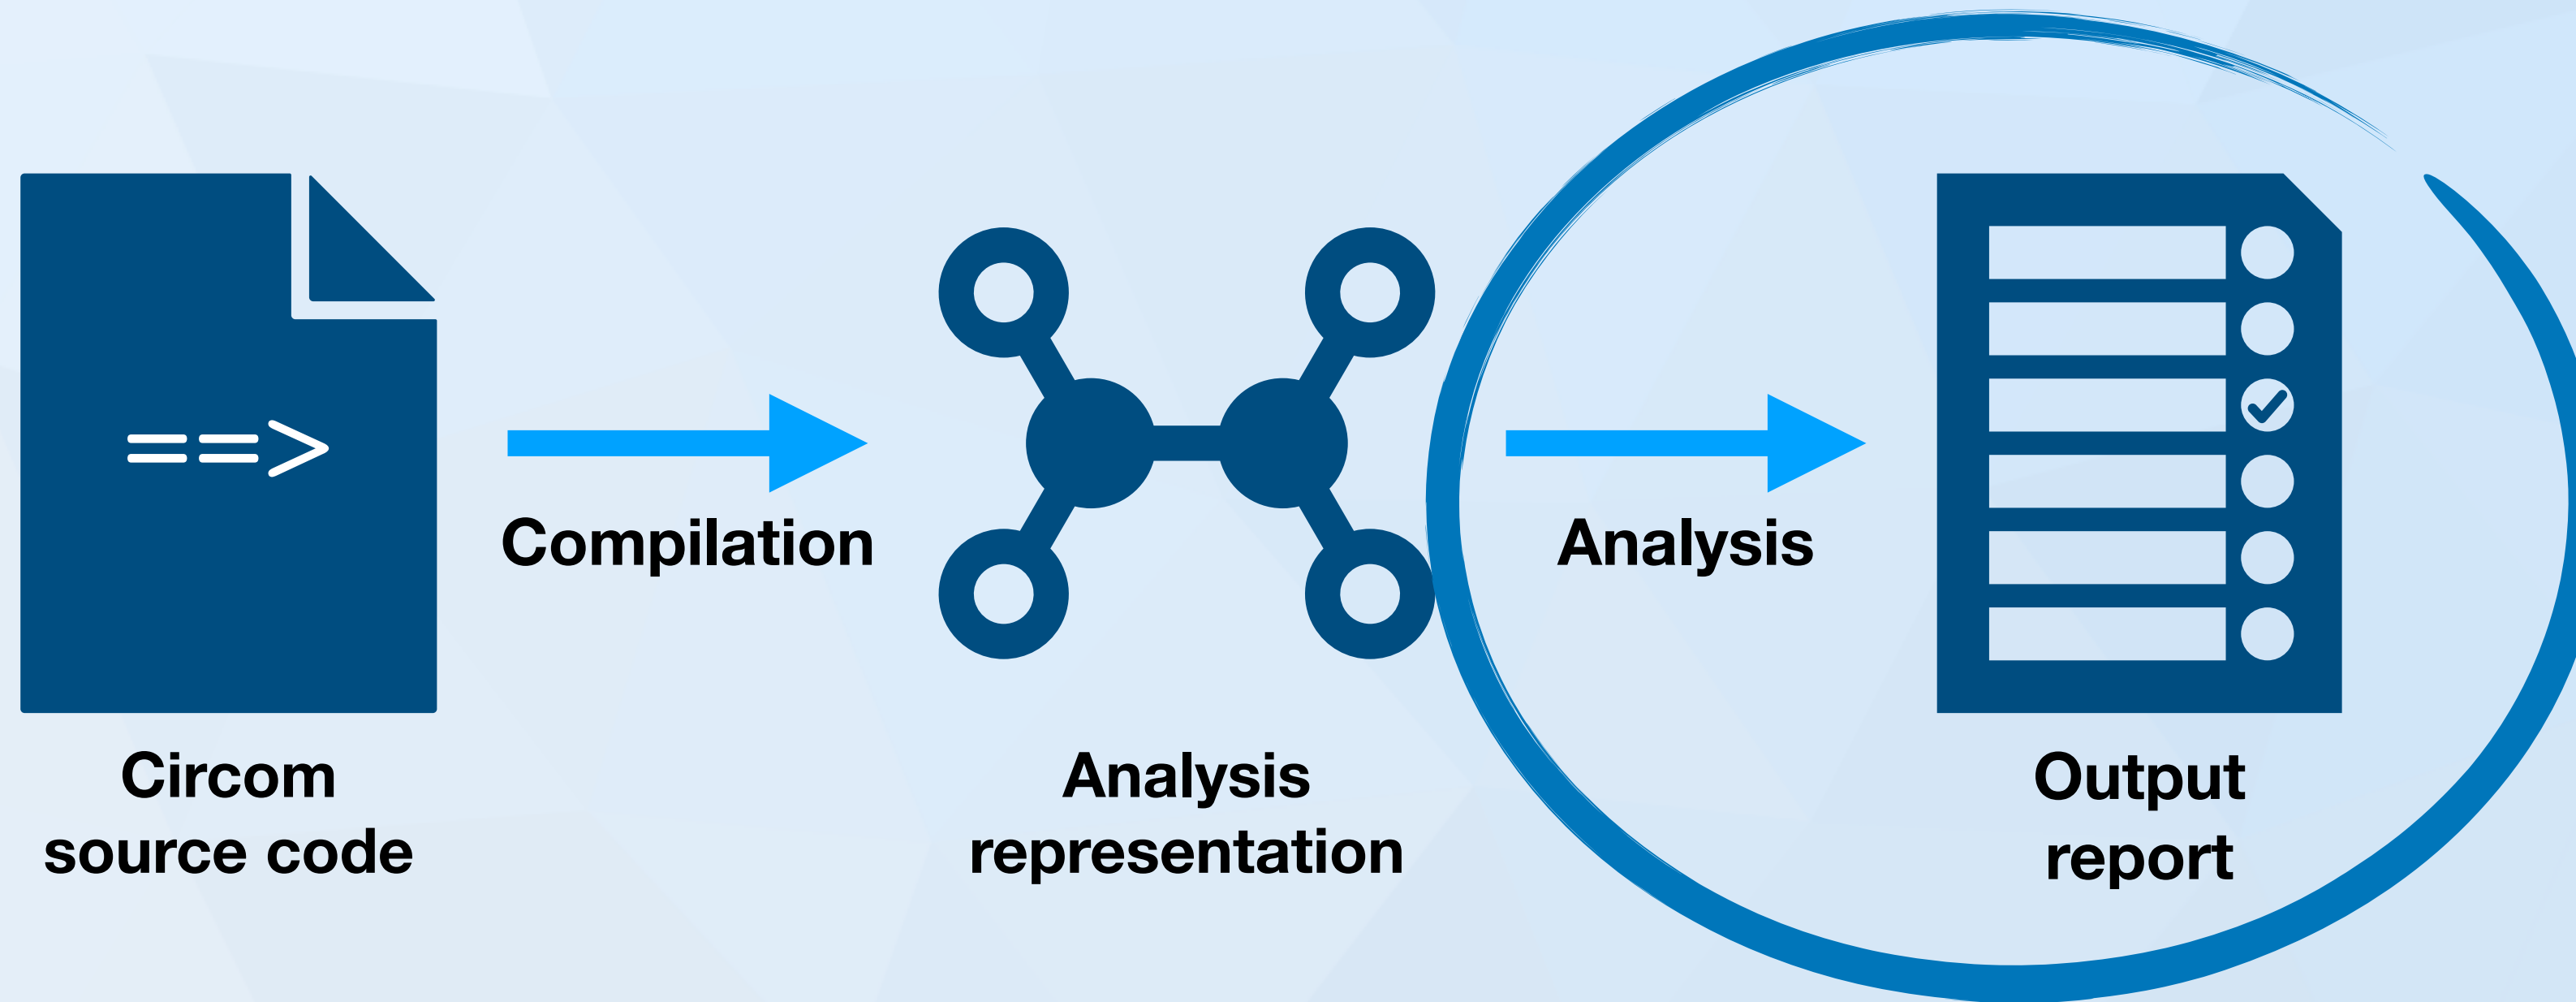 ==>
Compilation
Analysis
Circom
source code
Analysis
representation
Output
report